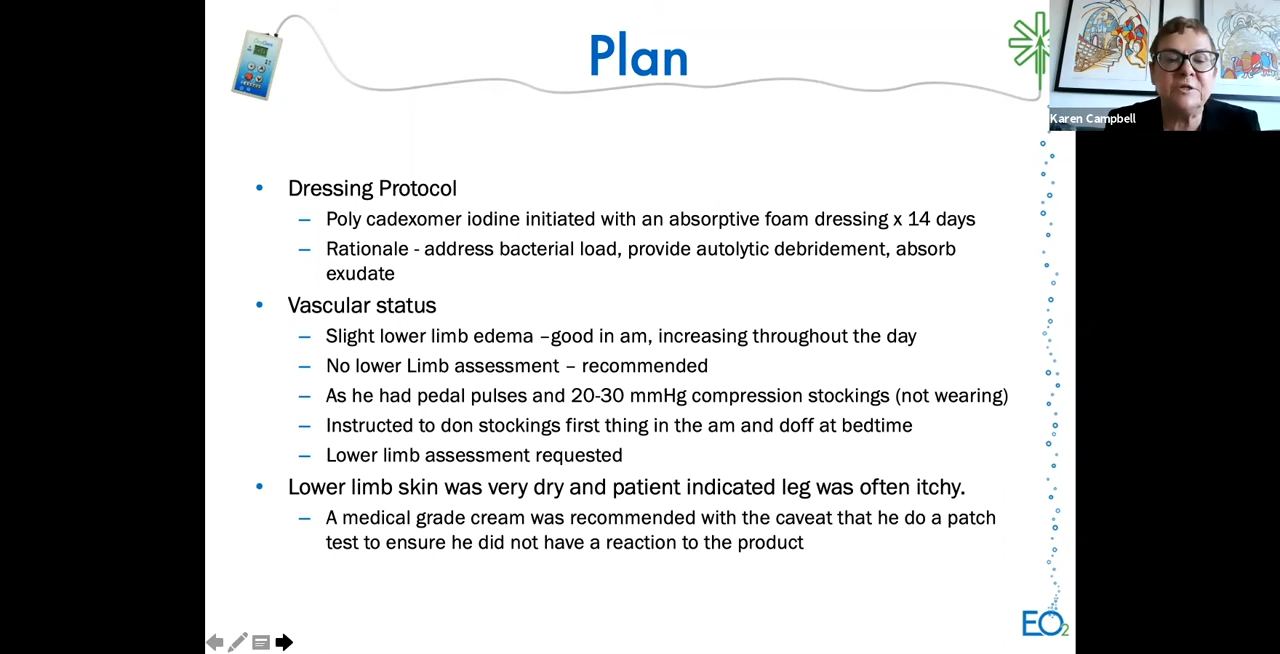 Plan
Karen Campbell
• Dressing Protocol
– Poly cadexomer iodine initiated with an absorptive foam dressing x 14 days
– Rationale - address bacterial load, provide autolytic debridement, absorb
exudate
• Vascular status
– Slight lower limb edema –good in am, increasing throughout the day
– No lower Limb assessment – recommended
– As he had pedal pulses and 20-30 mmHg compression stockings (not wearing)
– Instructed to don stockings first thing in the am and doff at bedtime
– Lower limb assessment requested
• Lower limb skin was very dry and patient indicated leg was often itchy.
– A medical grade cream was recommended with the caveat that he do a patch
test to ensure he did not have a reaction to the product
EO2